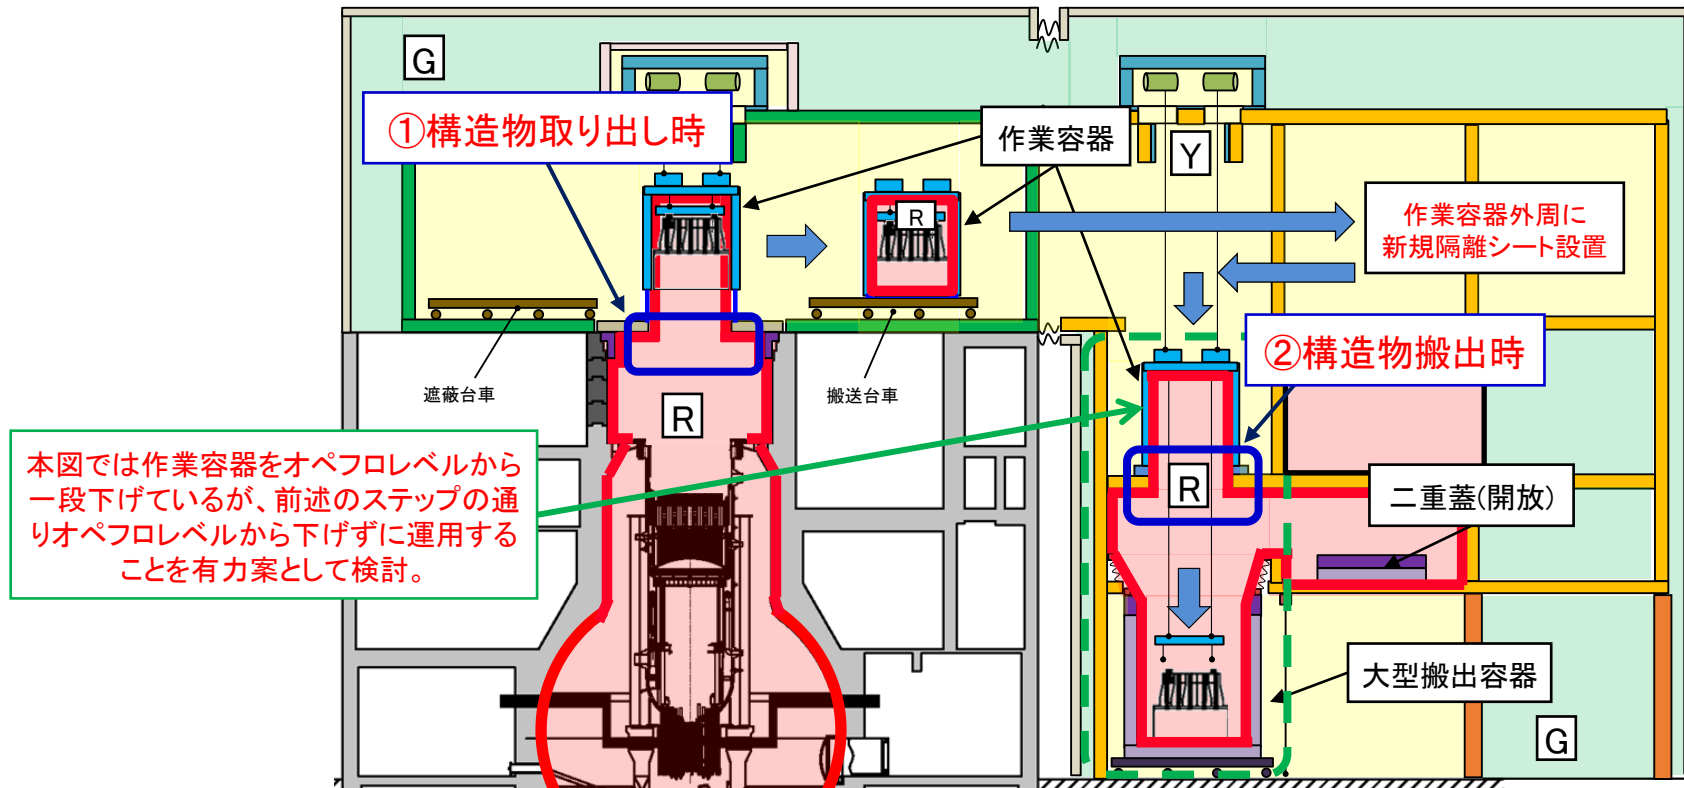 G
①構造物取り出し時
作業容器
Y
R
作業容器外周に
新規隔離シート設置
②構造物搬出時
遮蔽台車
搬送台車
R
本図では作業容器をオペフロレベルから
一段下げているが、前述のステップの通
りオペフロレベルから下げずに運用する
ことを有力案として検討。
R
二重蓋(開放)
大型搬出容器
G